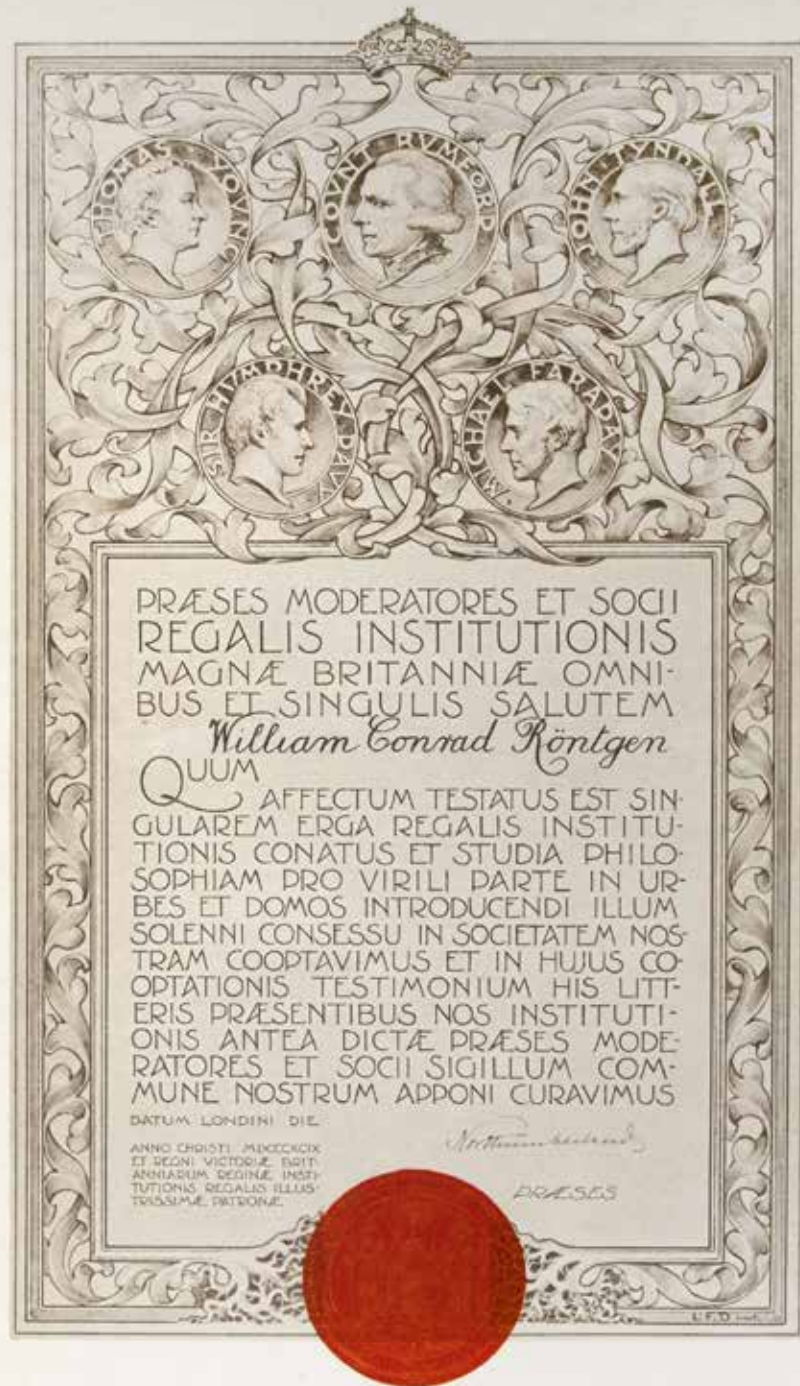 THOMAS YOVNG
COVNT RVMFORD
JOHN TYNDALL
SIR HVMPHREY DAVY
MICHAEL FARADAY
PRÆSES MODERATORES ET SOCII
REGALIS INSTITUTIONIS
MAGNÆ BRITANNIÆ OMNI-
BUS ET SINGULIS SALUTEM
William Conrad Röntgen
QUUM
AFFECTUM TESTATUS EST SIN-
GULAREM ERGA REGALIS INSTITU-
TIONIS CONATUS ET STUDIA PHILO-
SOPHIAM PRO VIRILI PARTE IN UR-
BES ET DOMOS INTRODUCENDI ILLUM
SOLENNI CONSESSU IN SOCIETATEM NOS-
TRAM COOPTAVIMUS ET IN HUJUS CO-
OPTATIONIS TESTIMONIUM HIS LITT-
ERIS PRÆSENTIBUS NOS INSTITUTI-
ONIS ANTEA DICTÆ PRÆSES MODE-
RATORES ET SOCII SIGILLUM COM-
MUNE NOSTRUM APPONI CURAVIMUS
DATUM LONDINI DIE
ANNO CHRISTI MDCCCXCIX
ET REGNI VICTORIÆ BRIT-
ANNIARUM REGINÆ INSTI-
TUTIONIS REGALIS ILLUS-
TRISSIMÆ PATRONÆ
Northumberland
PRÆSES
L.F.D